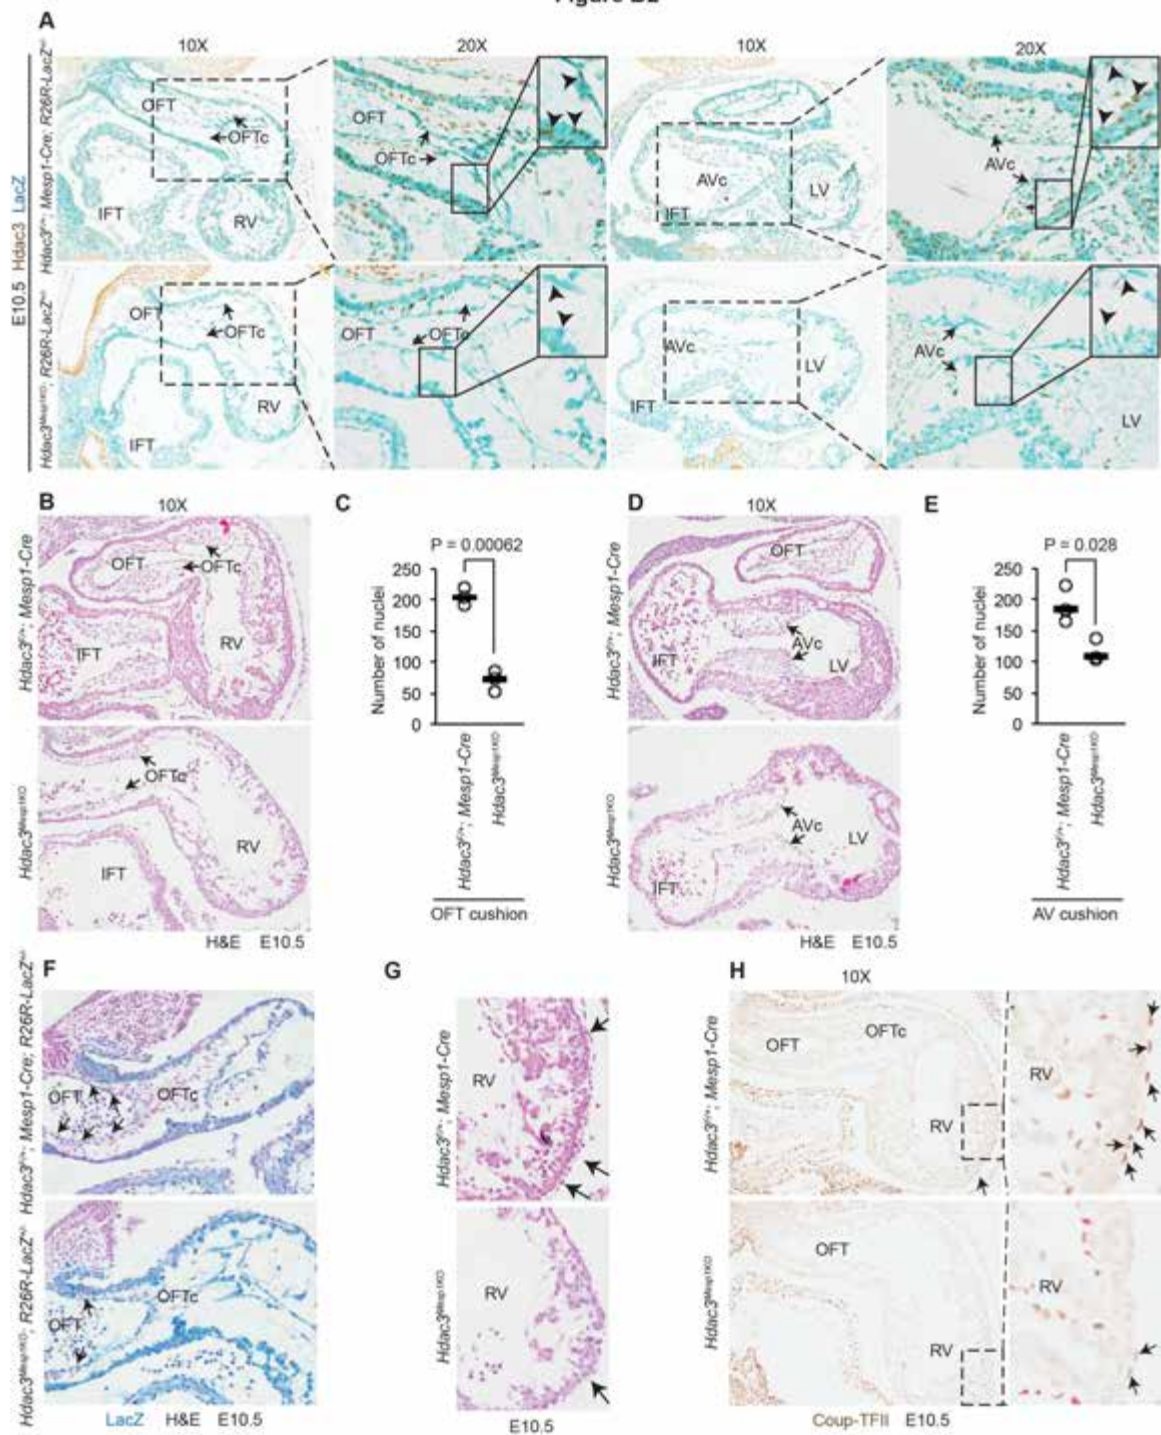 Figure B2
A
10X
20X
10X
20X
E10.5 Hdac3 LacZ
Hdac3F/+; Mesp1-Cre; R26R-LacZ+/-
OFT
OFTc
IFT
RV
OFT
OFTc
AVc
LV
IFT
AVc
Hdac3Mesp1KO; R26R-LacZ+/-
OFT
OFTc
RV
IFT
OFT
OFTc
AVc
LV
IFT
AVc
LV
B
10X
Hdac3F/+; Mesp1-Cre
OFT
OFTc
IFT
RV
Hdac3Mesp1KO
OFTc
RV
IFT
H&E E10.5
C
P = 0.00062
Number of nuclei
250
200
150
100
50
0
Hdac3F/+; Mesp1-Cre
Hdac3Mesp1KO
OFT cushion
D
10X
Hdac3F/+; Mesp1-Cre
OFT
AVc
IFT
LV
Hdac3Mesp1KO
AVc
LV
IFT
H&E E10.5
E
P = 0.028
Number of nuclei
250
200
150
100
50
0
Hdac3F/+; Mesp1-Cre
Hdac3Mesp1KO
AV cushion
F
Hdac3F/+; Mesp1-Cre; R26R-LacZ+/-
OFT
OFTc
Hdac3Mesp1KO; R26R-LacZ+/-
OFTc
OFT
LacZ H&E E10.5
G
Hdac3F/+; Mesp1-Cre
RV
Hdac3Mesp1KO
RV
E10.5
H
10X
Hdac3F/+; Mesp1-Cre
OFT
OFTc
RV
RV
Hdac3Mesp1KO
OFT
RV
RV
Coup-TFII E10.5